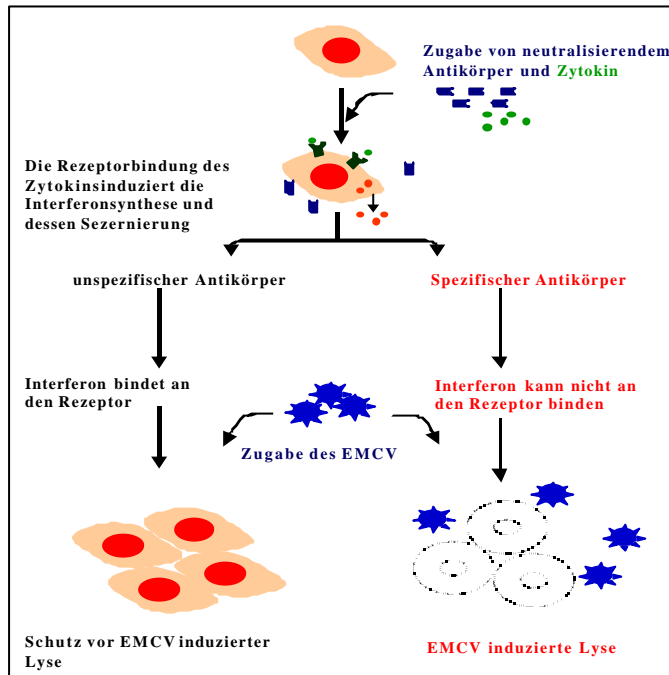 Zugabe von neutralisierendem
Antikörper und Zytokin
Die Rezeptorbindung des
Zytokinsinduziert die
Interferonsynthese und
dessen Sezernierung
unspezifischer Antikörper
Spezifischer Antikörper
Interferon bindet an
den Rezeptor
Interferon kann nicht an
den Rezeptor binden
Zugabe des EMCV
Schutz vor EMCV induzierter
Lyse
EMCV induzierte Lyse